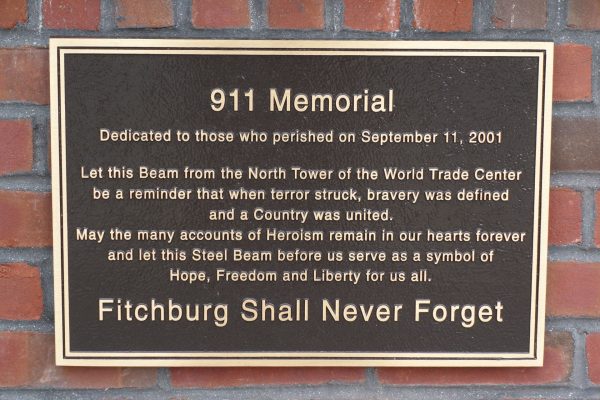 911 Memorial
Dedicated to those who perished on September 11, 2001
Let this Beam from the North Tower of the World Trade Center
be a reminder that when terror struck, bravery was defined
and a Country was united.
May the many accounts of Heroism remain in our hearts forever
and let this Steel Beam before us serve as a symbol of
Hope, Freedom and Liberty for us all.
Fitchburg Shall Never Forget